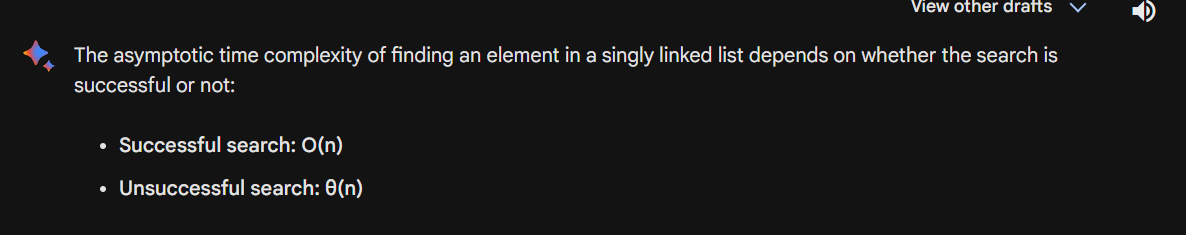 View other drafts
The asymptotic time complexity of finding an element in a singly linked list depends on whether the search is
successful or not:
• Successful search: O(n)
• Unsuccessful search: θ(n)